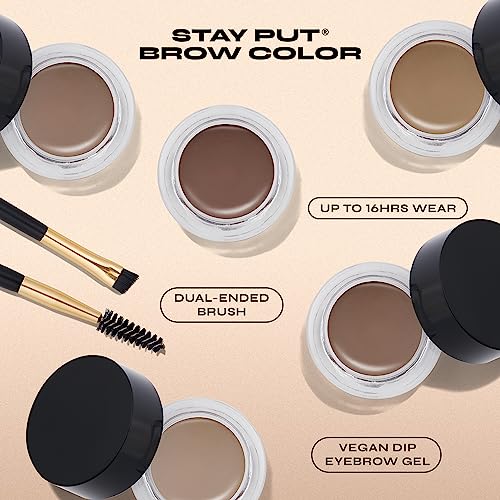 STAY PUT®
BROW COLOR
UP TO 16HRS WEAR
DUAL-ENDED
BRUSH
VEGAN DIP
EYEBROW GEL